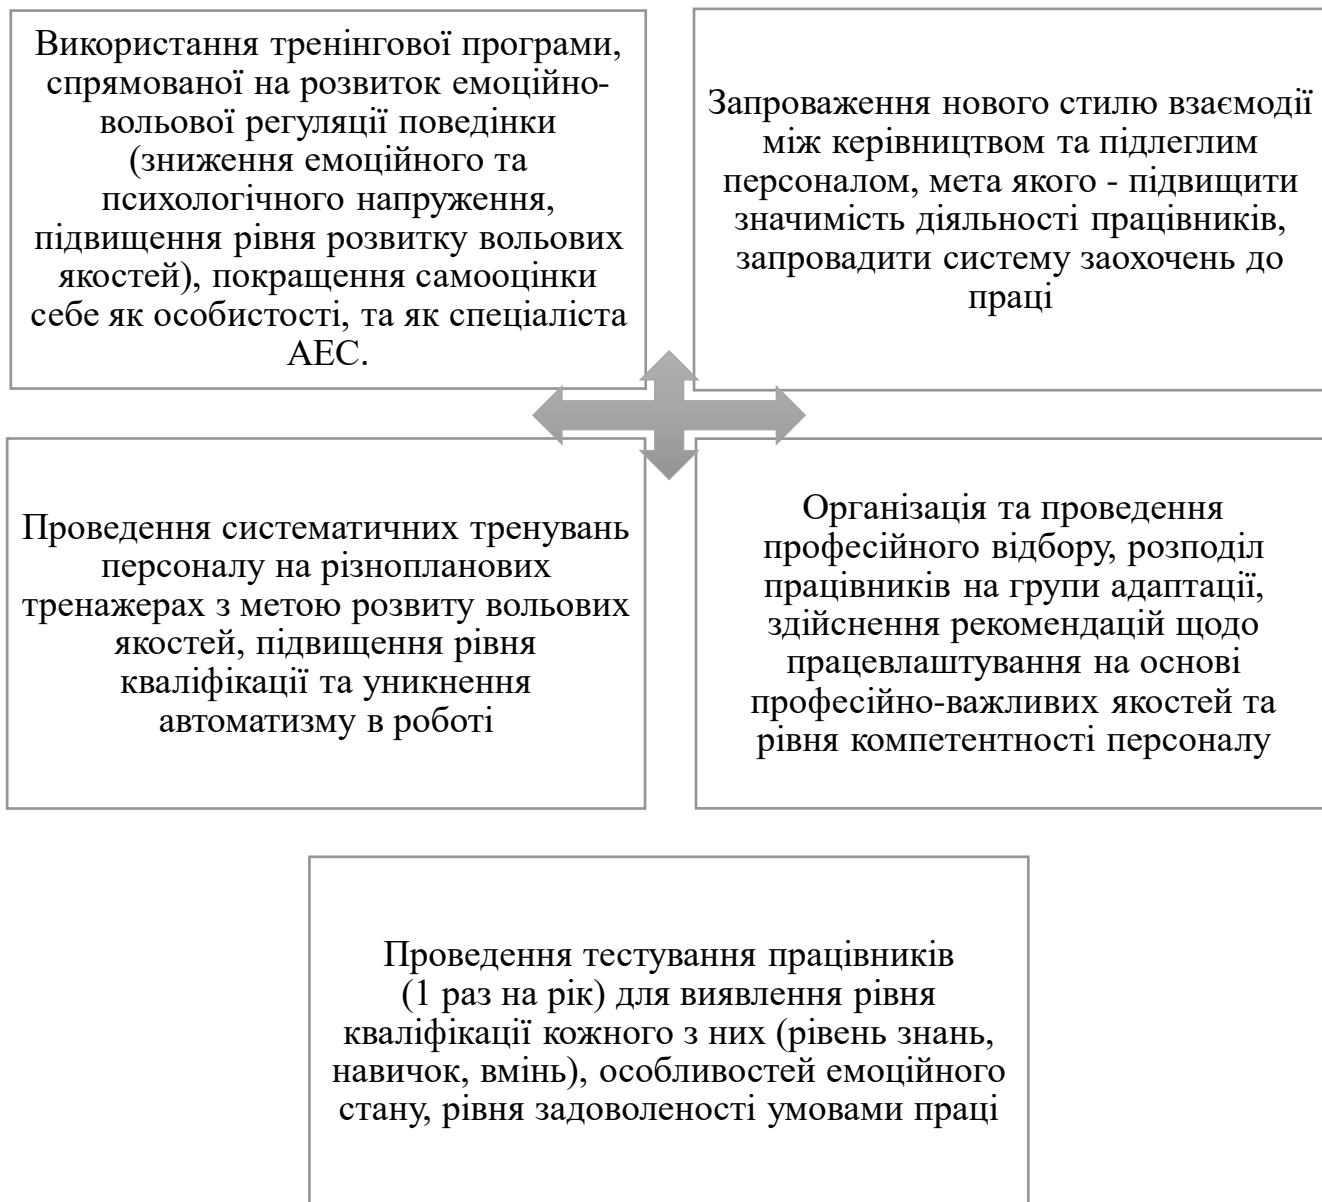 Використання тренінгової програми,
спрямованої на розвиток емоційно-
вольової регуляції поведінки
(зниження емоційного та
психологічного напруження,
підвищення рівня розвитку вольових
якостей), покращення самооцінки
себе як особистості, та як спеціаліста
АЕС.
Запроваження нового стилю взаємодії
між керівництвом та підлеглим
персоналом, мета якого - підвищити
значимість діяльності працівників,
запровадити систему заохочень до
праці
Проведення систематичних тренувань
персоналу на різнопланових
тренажерах з метою розвиту вольових
якостей, підвищення рівня
кваліфікації та уникнення
автоматизму в роботі
Організація та проведення
професійного відбору, розподіл
працівників на групи адаптації,
здійснення рекомендацій щодо
працевлаштування на основі
професійно-важливих якостей та
рівня компетентності персоналу
Проведення тестування працівників
(1 раз на рік) для виявлення рівня
кваліфікації кожного з них (рівень знань,
навичок, вмінь), особливостей емоційного
стану, рівня задоволеності умовами праці